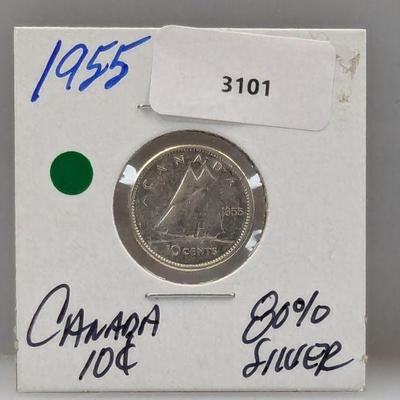 1955
3101
CANADA
1955
10 CENTS
CANADA 80%
10¢ SILVER